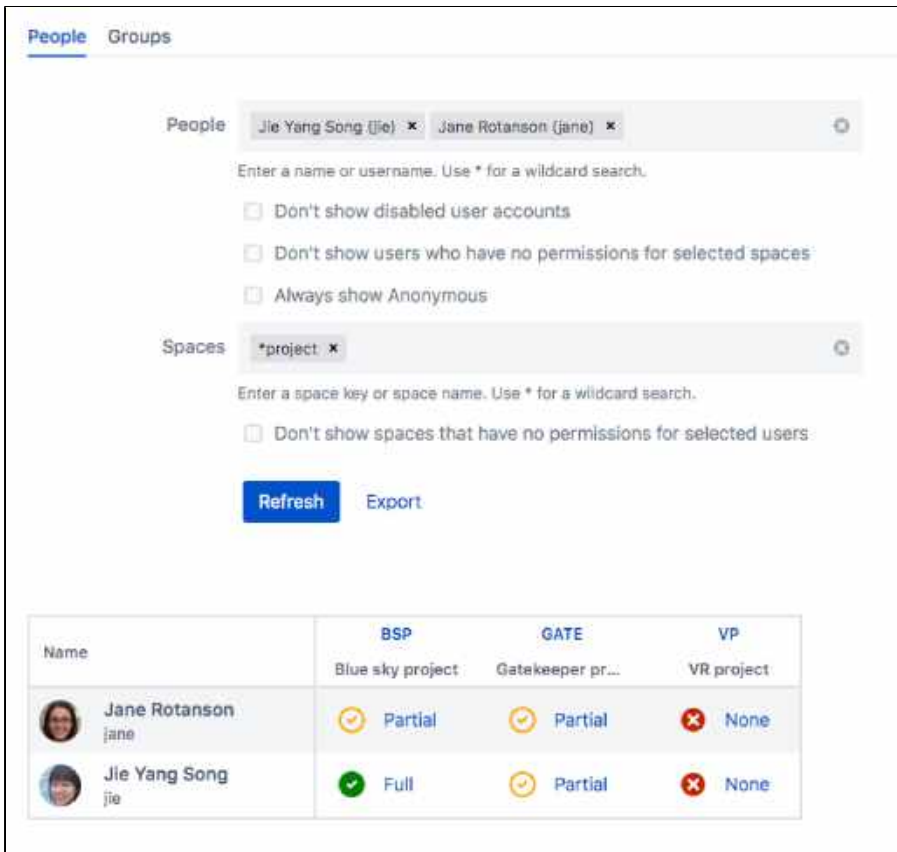 People Groups
People Jie Yang Song (jie) × Jane Rotanson (jane) ×
Enter a name or username. Use * for a wildcard search.
Don't show disabled user accounts
Don't show users who have no permissions for selected spaces
Always show Anonymous
Spaces *project ×
Enter a space key or space name. Use * for a wildcard search.
Don't show spaces that have no permissions for selected users
Refresh Export
Name BSP GATE VP
Blue sky project Gatekeeper pr... VR project
Jane Rotanson
jane Partial Partial None
Jie Yang Song
jie Full Partial None